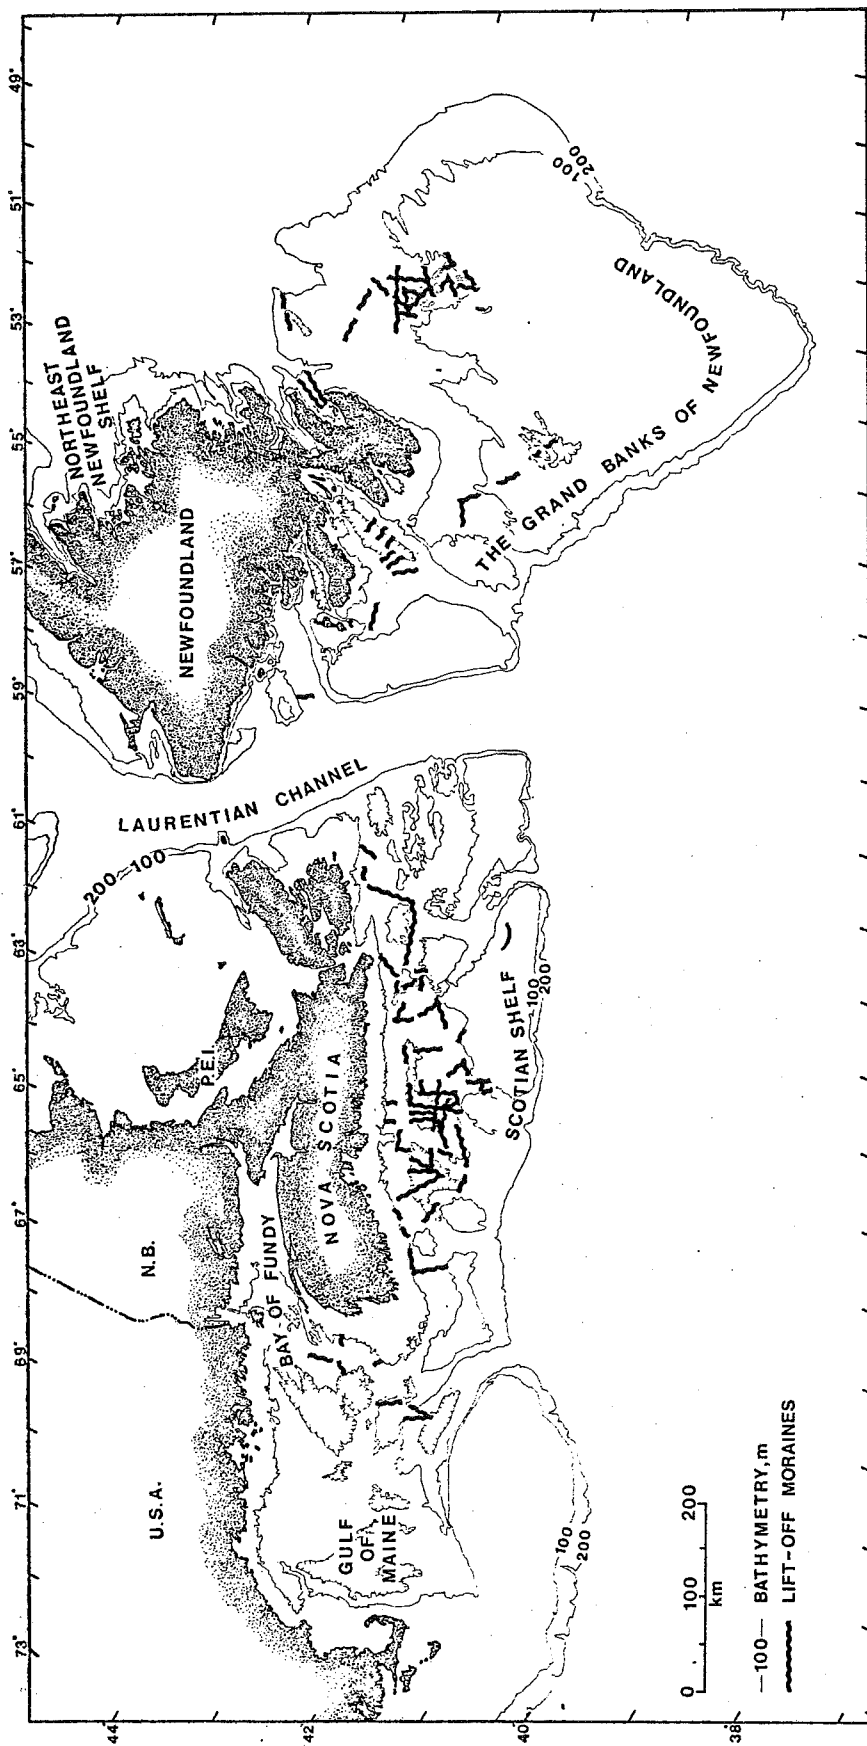 49°
51°
53°
55°
57°
59°
61°
63°
65°
67°
69°
71°
73°
44°
42°
40°
38°
NORTHEAST
NEWFOUNDLAND
SHELF
NEWFOUNDLAND
THE GRAND BANKS OF NEWFOUNDLAND
100
200
LAURENTIAN CHANNEL
200
100
P.E.I.
NOVA SCOTIA
SCOTIAN SHELF
100
200
N.B.
BAY OF FUNDY
U.S.A.
GULF
OF
MAINE
100
200
0 100 200
km
—100— BATHYMETRY, m
LIFT-OFF MORAINES